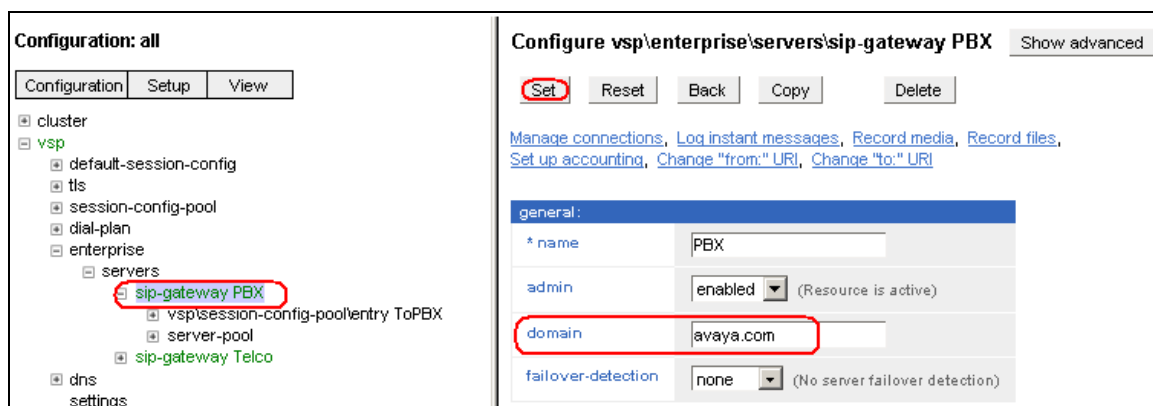 Configuration: all
Configuration Setup View
cluster
vsp
default-session-config
tls
session-config-pool
dial-plan
enterprise
servers
sip-gateway PBX
vsp\session-config-pool\entry ToPBX
server-pool
sip-gateway Telco
dns
settings
Configure vsp\enterprise\servers\sip-gateway PBX Show advanced
Set Reset Back Copy Delete
Manage connections, Log instant messages, Record media, Record files,
Set up accounting, Change "from:" URI, Change "to:" URI
general:
* name PBX
admin enabled (Resource is active)
domain avaya.com
failover-detection none (No server failover detection)